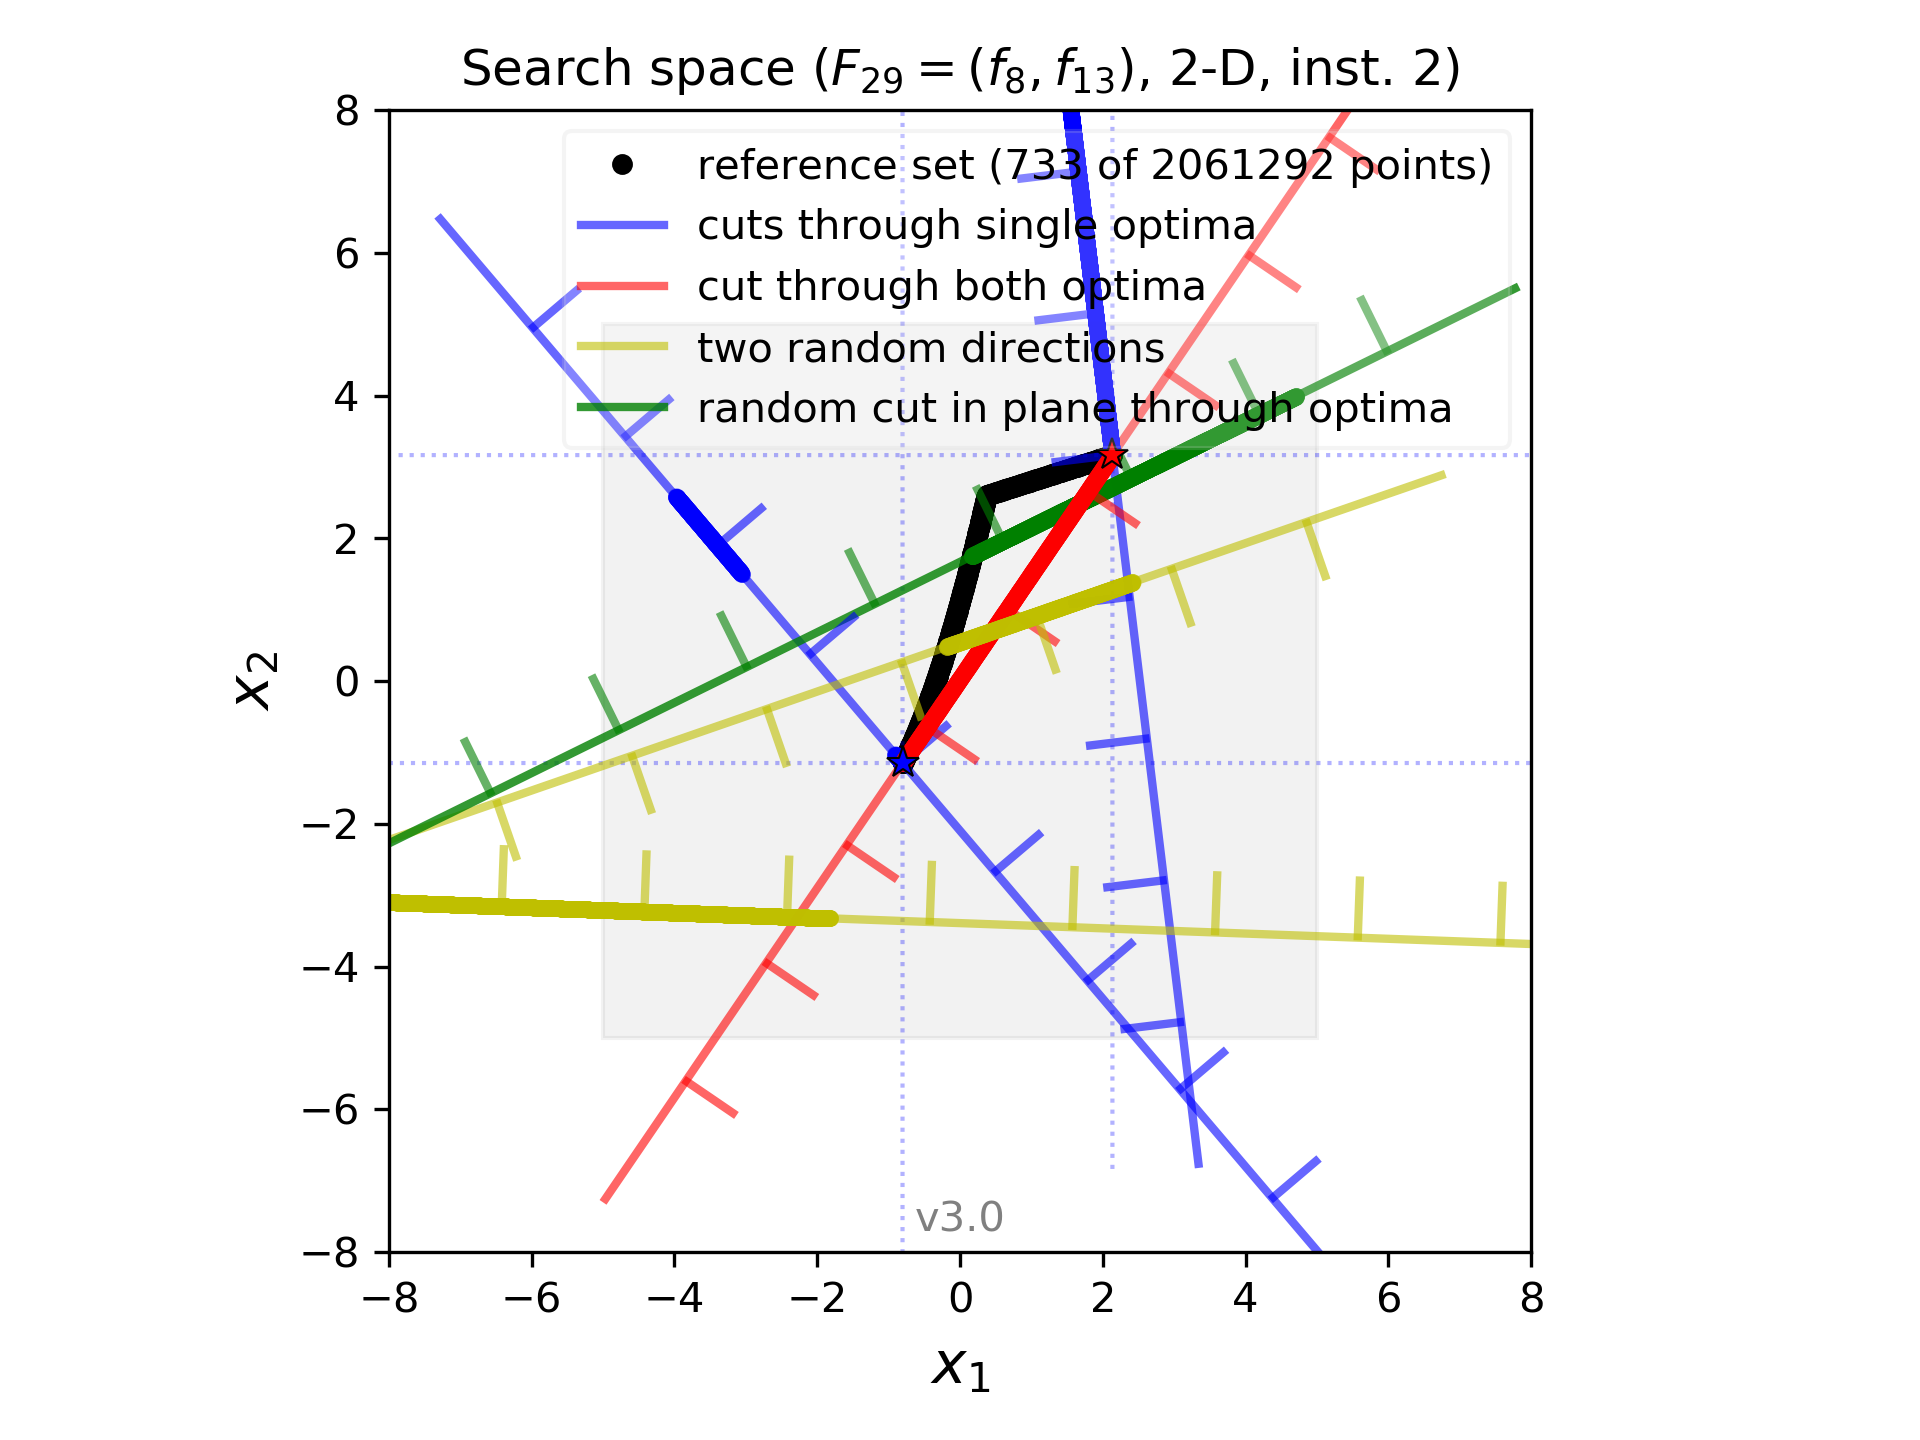 Search space (F₂₉ = (f₈, f₁₃), 2-D, inst. 2)
reference set (733 of 2061292 points)
cuts through single optima
cut through both optima
two random directions
random cut in plane through optima
8
6
4
2
0
−2
−4
−6
−8
x₂
v3.0
−8 −6 −4 −2 0 2 4 6 8
x₁